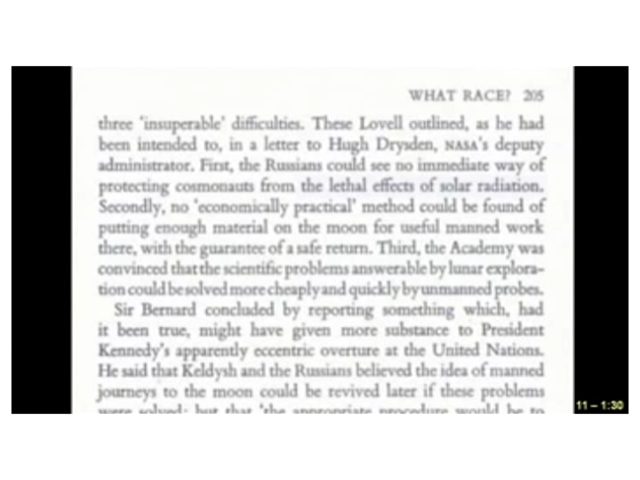 WHAT RACE? 205
three 'insuperable' difficulties. These Lovell outlined, as he had
been intended to, in a letter to Hugh Dryden, NASA's deputy
administrator. First, the Russians could see no immediate way of
protecting cosmonauts from the lethal effects of solar radiation.
Secondly, no 'economically practical' method could be found of
putting enough material on the moon for useful manned work
there, with the guarantee of a safe return. Third, the Academy was
convinced that the scientific problems answerable by lunar explora-
tion could be solved more cheaply and quickly by unmanned probes.
Sir Bernard concluded by reporting something which, had
it been true, might have given more substance to President
Kennedy's apparently eccentric overture at the United Nations.
He said that Keldysh and the Russians believed the idea of manned
journeys to the moon could be revived later if these problems
were solved; but that 'the appropriate procedure would be to
11 – 1:30